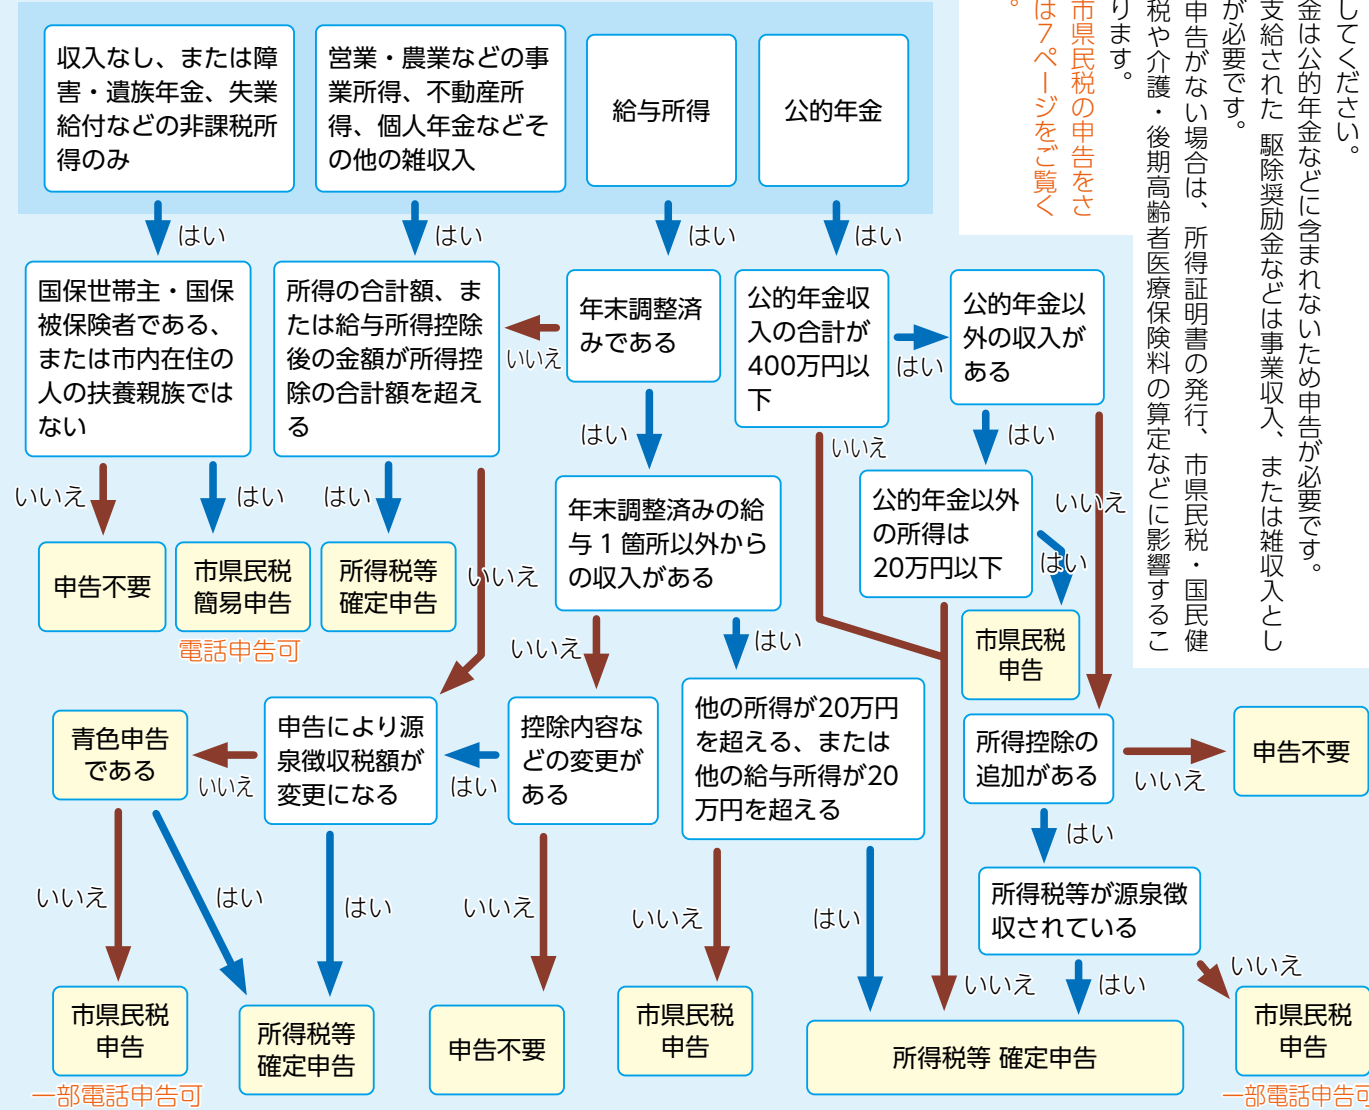 してください。
金は公的年金などに含まれないため申告が必要です。
支給された 駆除奨励金などは事業収入、または雑収入とし
が必要です。
申告がない場合は、所得証明書の発行、市県民税・国民健
税や介護・後期高齢者医療保険料の算定などに影響するこ
ります。
市県民税の申告をさ
は7ページをご覧く
。
収入なし、または障
害・遺族年金、失業
給付などの非課税所
得のみ
営業・農業などの事
業所得、不動産所
得、個人年金などそ
の他の雑収入
給与所得
公的年金
はい
はい
はい
はい
国保世帯主・国保
被保険者である、
または市内在住の
人の扶養親族では
ない
所得の合計額、ま
たは給与所得控除
後の金額が所得控
除の合計額を超え
る
いいえ
年末調整済
みである
公的年金収
入の合計が
400万円以
下
はい
公的年金以
外の収入が
ある
いいえ
はい
はい
はい
いいえ
はい
いいえ
申告不要
市県民税
簡易申告
電話申告可
所得税等
確定申告
いいえ
年末調整済みの給
与1箇所以外から
の収入がある
公的年金以外
の所得は
20万円以下
はい
市県民税
申告
いいえ
はい
青色申告
である
いいえ
申告により源
泉徴収税額が
変更になる
はい
控除内容な
どの変更が
ある
他の所得が20万円
を超える、または
他の給与所得が20
万円を超える
所得控除の
追加がある
いいえ
申告不要
はい
所得税等が源泉徴
収されている
いいえ
はい
はい
いいえ
いいえ
はい
いいえ
はい
いいえ
市県民税
申告
一部電話申告可
所得税等
確定申告
申告不要
市県民税
申告
所得税等 確定申告
市県民税
申告
一部電話申告可